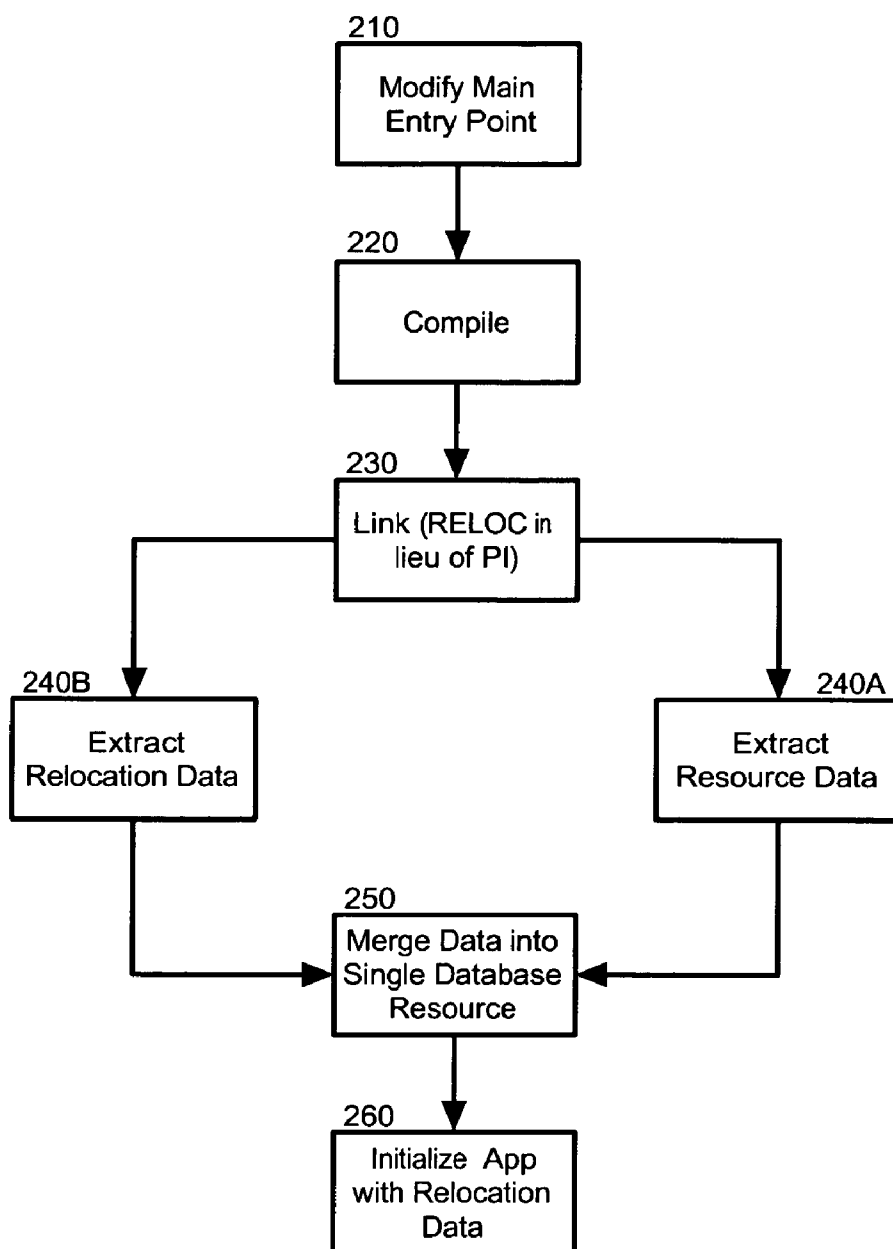 210
Modify Main
Entry Point
220
Compile
230
Link (RELOC in
lieu of PI)
240B
Extract
Relocation Data
240A
Extract
Resource Data
250
Merge Data into
Single Database
Resource
260
Initialize App
with Relocation
Data